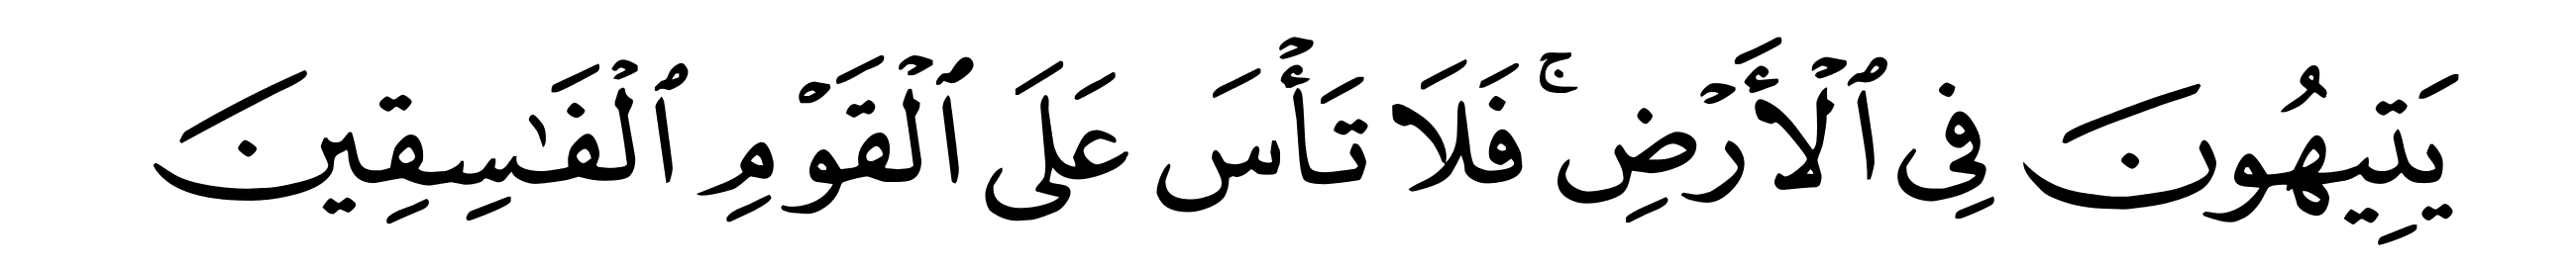 يَتِيهُونَ فِى ٱلْأَرْضِ ۚ فَلَا تَأْسَ عَلَى ٱلْقَوْمِ ٱلْفَـٰسِقِينَ